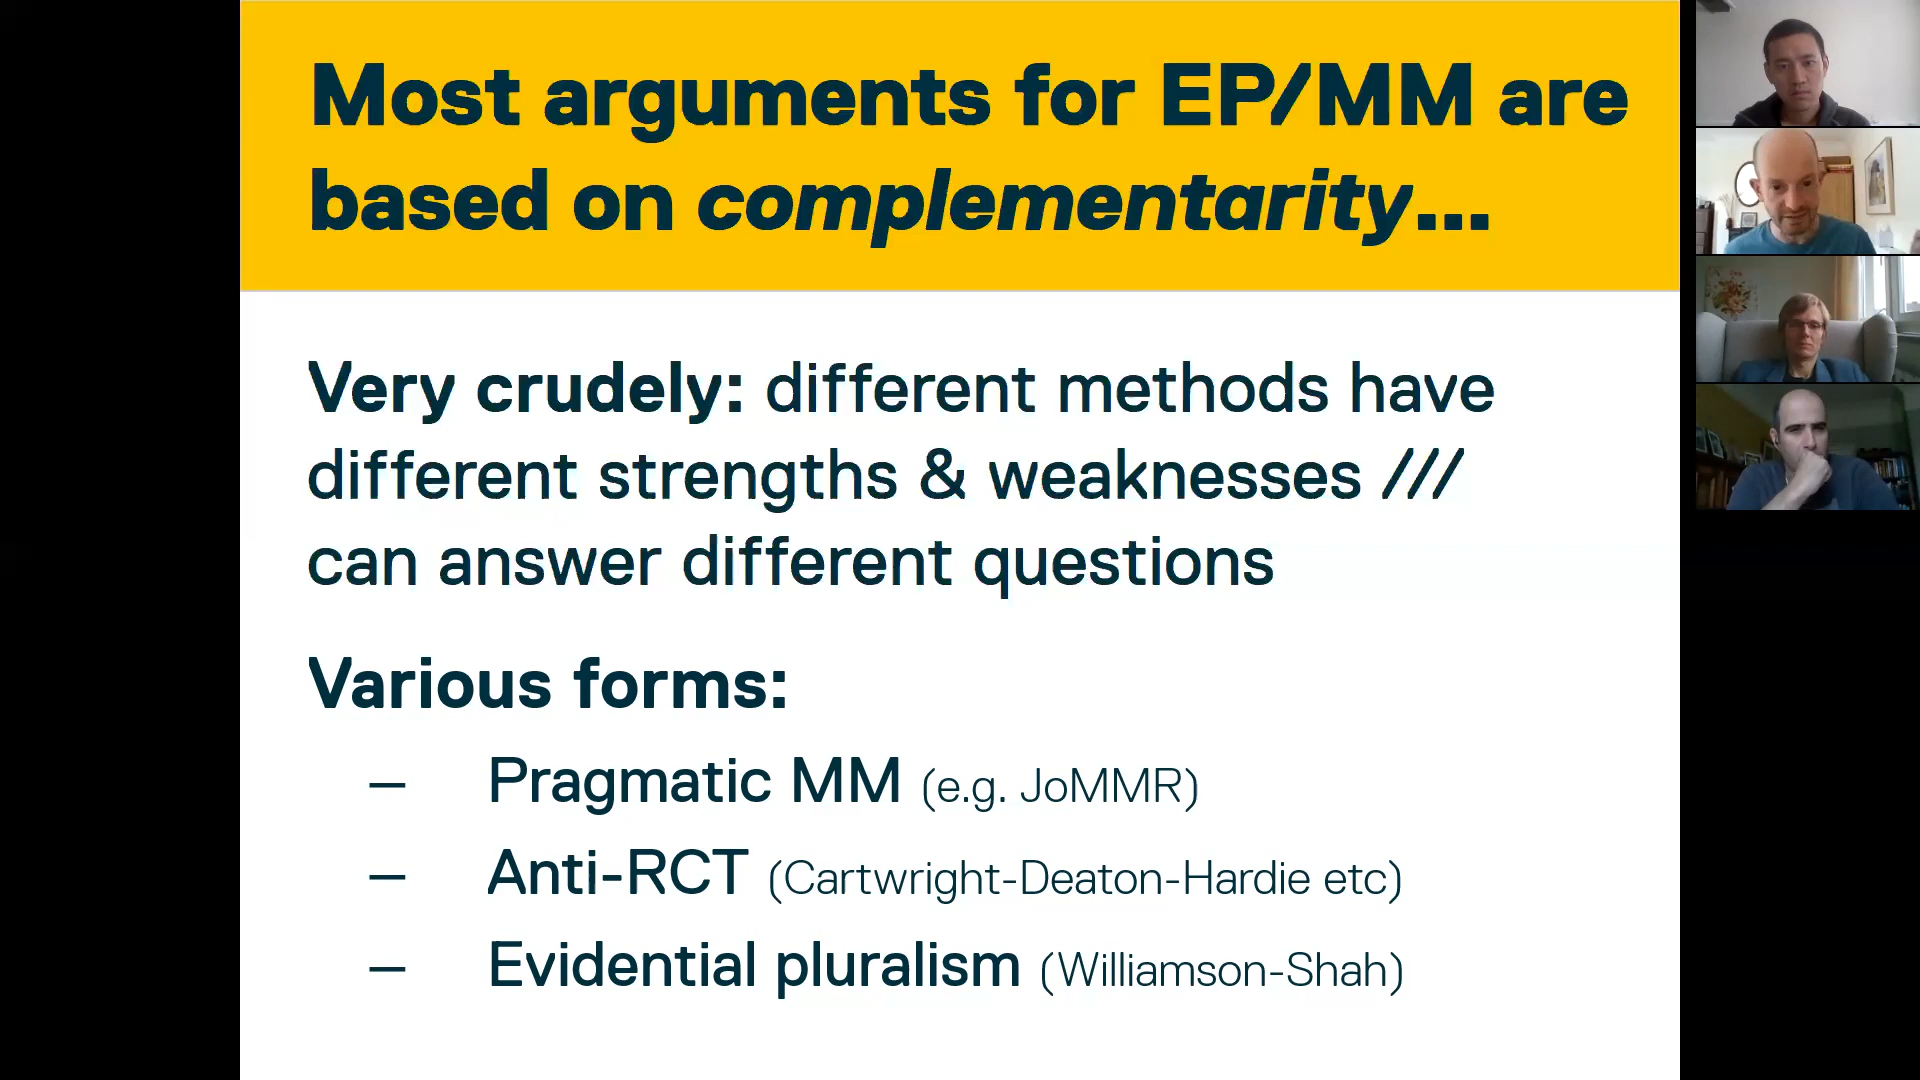 Most arguments for EP/MM are
based on complementarity...
Very crudely: different methods have
different strengths & weaknesses ///
can answer different questions
Various forms:
– Pragmatic MM (e.g. JoMMR)
– Anti-RCT (Cartwright-Deaton-Hardie etc)
– Evidential pluralism (Williamson-Shah)